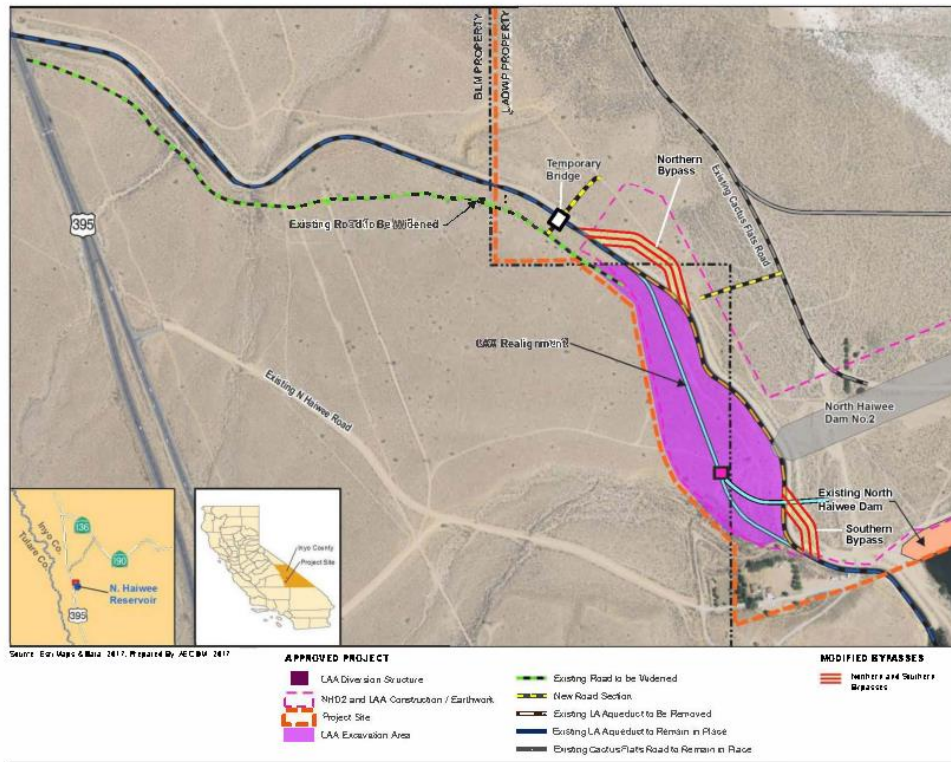 BLM PROPERTY
LADWP PROPERTY
Temporary
Bridge
Northern
Bypass
Existing Cactus Flats Road
395
Existing Road to Be Widened
LAA Realignment
Existing N Haiwee Road
North Haiwee
Dam No.2
Existing North
Haiwee Dam
Southern
Bypass
Inyo Co.
Tulare Co.
136
190
N. Haiwee
Reservoir
395
Inyo County
Project Site
Source: Esri Maps & Data, 2017; Prepared By AECOM, 2017
APPROVED PROJECT
LAA Diversion Structure
NHD2 and LAA Construction / Earthwork
Project Site
LAA Excavation Area
Existing Road to be Widened
New Road Section
Existing LA Aqueduct to Be Removed
Existing LA Aqueduct to Remain in Place
Existing Cactus Flats Road to Remain in Place
MODIFIED BYPASSES
Northern and Southern
Bypasses